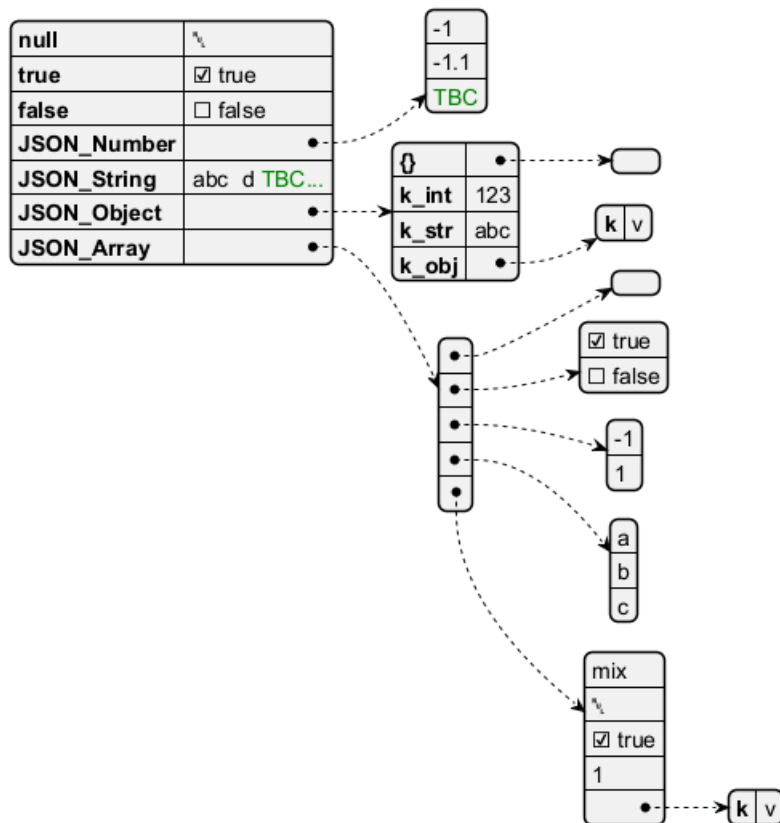 null ␀
true ☑ true
false ☐ false
JSON_Number
JSON_String abc d TBC...
JSON_Object
JSON_Array
-1
-1.1
TBC
{}
k_int 123
k_str abc
k_obj
k v
☑ true
☐ false
-1
1
a
b
c
mix
␀
☑ true
1
k v